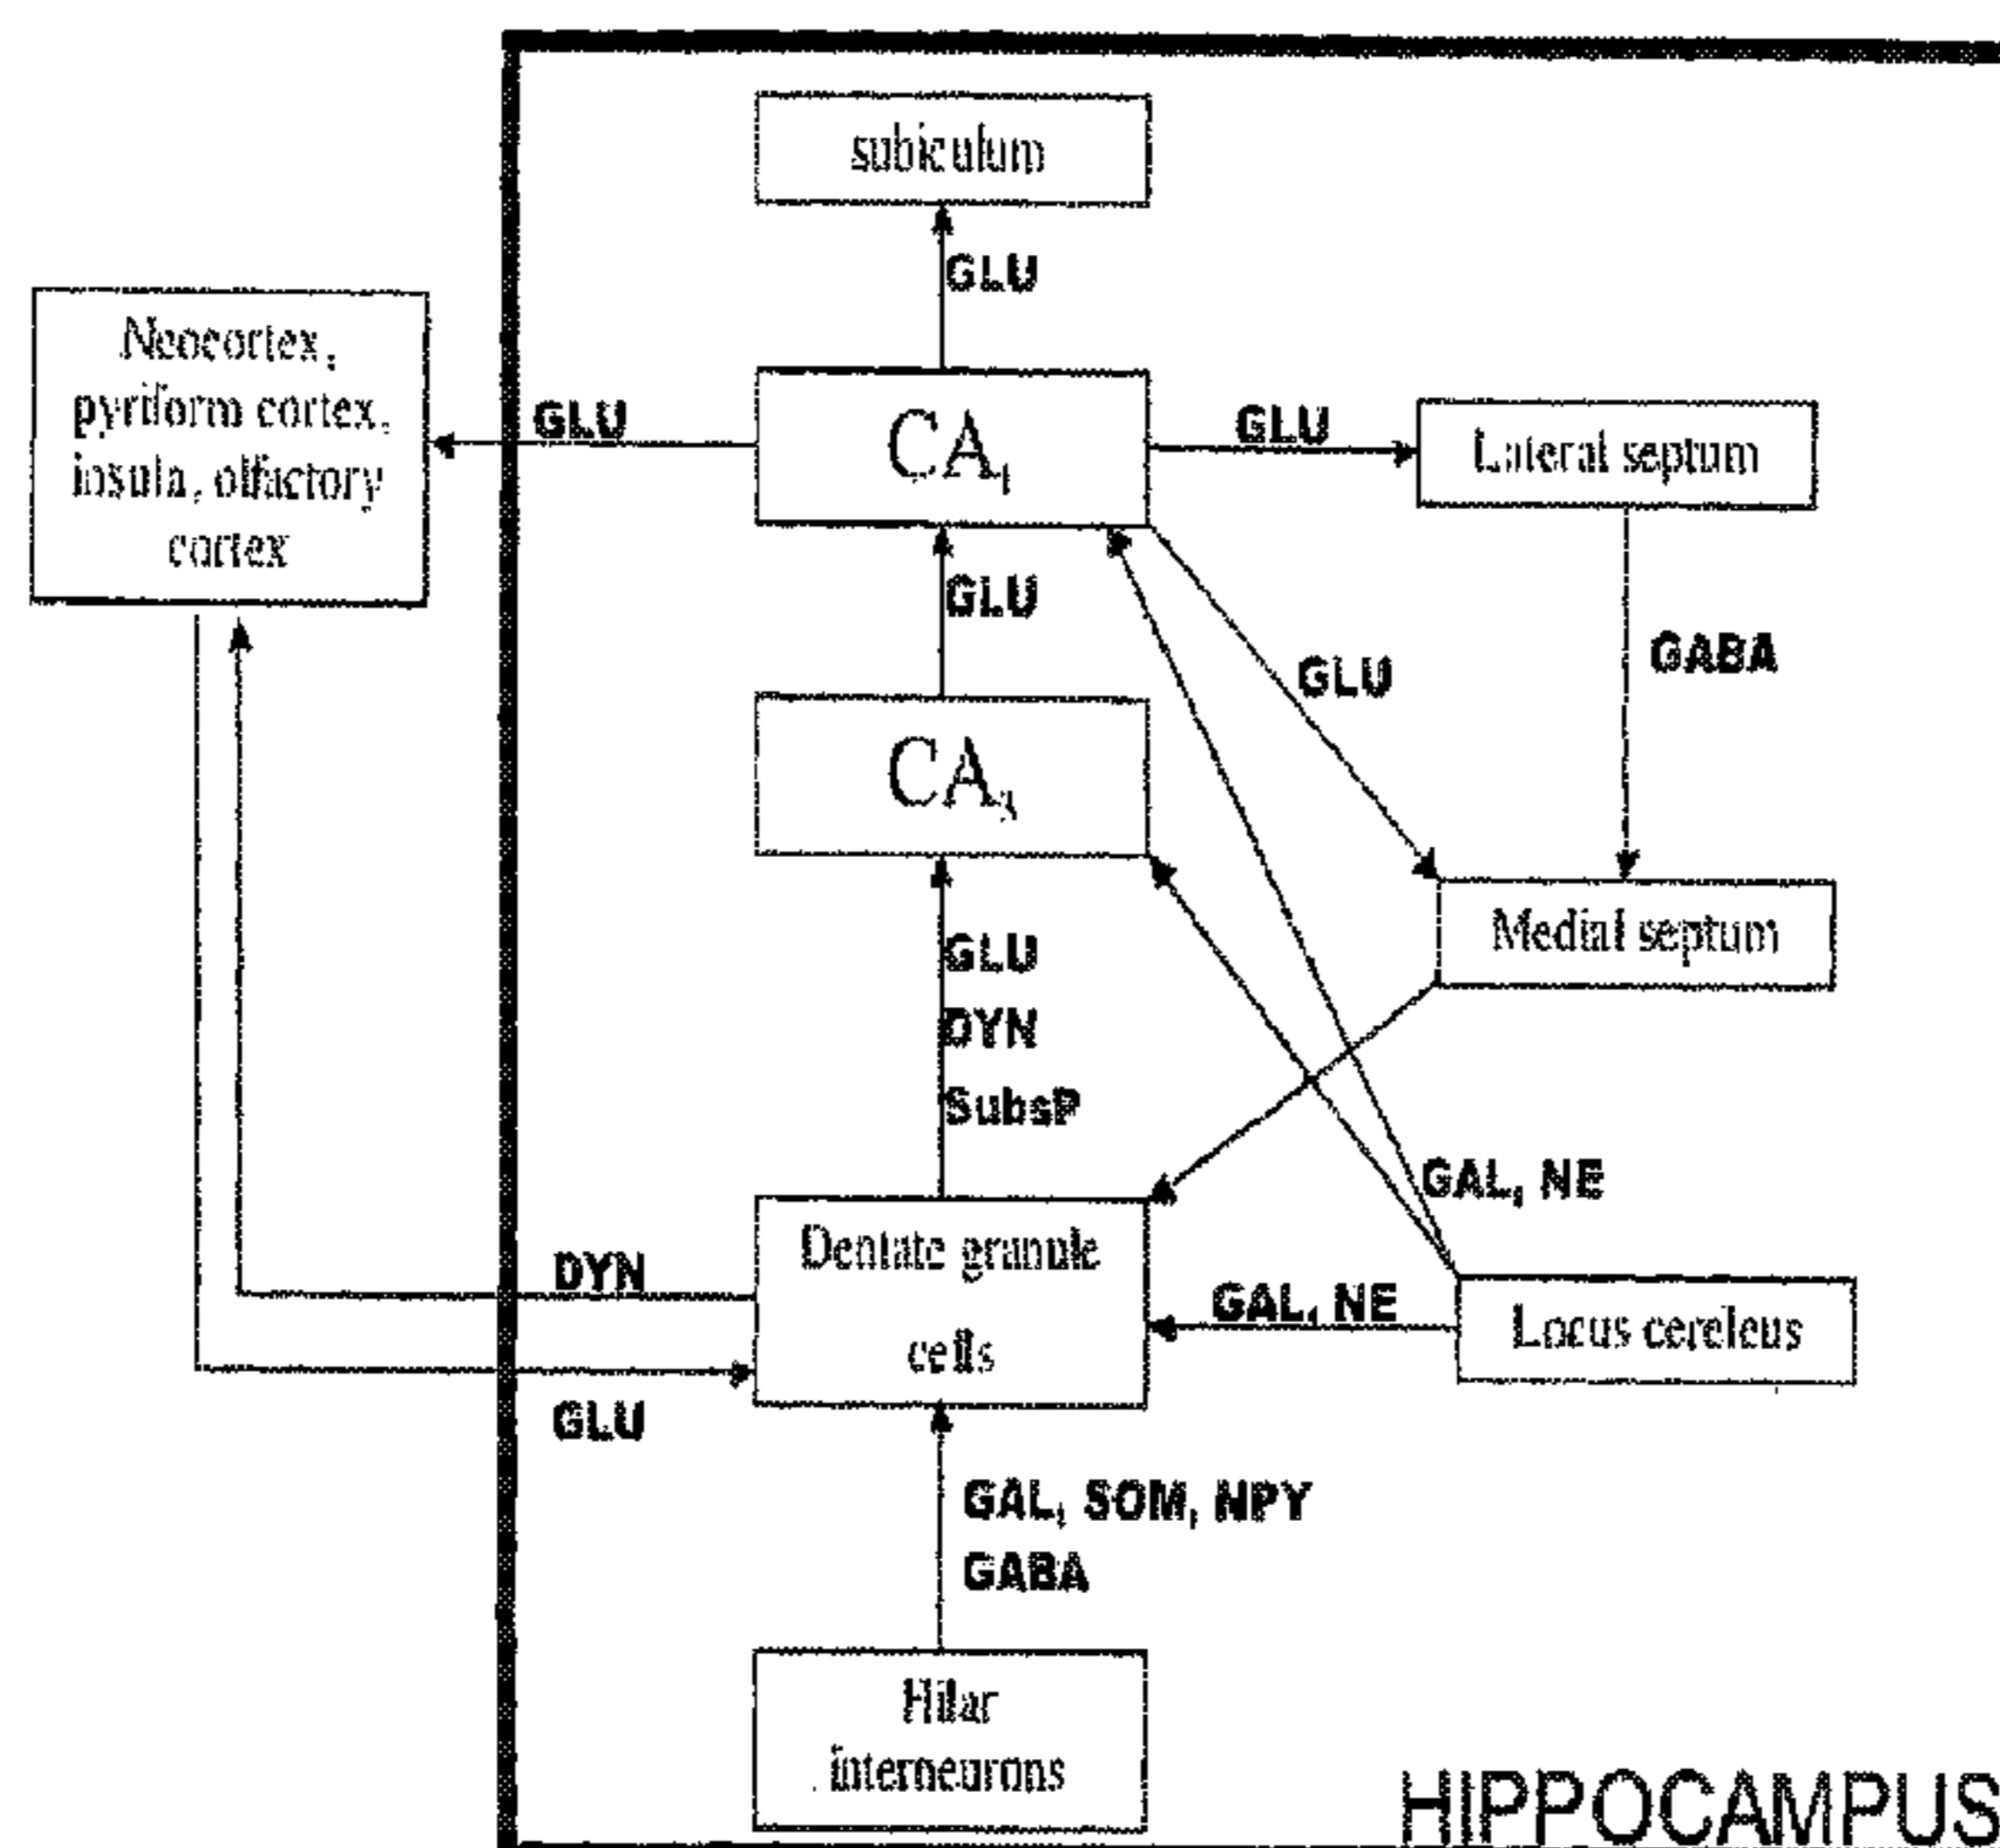 subiculum
GLU
Neocortex,
pyriform cortex,
insula, olfactory
cortex
GLU
CA1
GLU
Lateral septum
GLU
GLU
GABA
CA3
Medial septum
GLU
DYN
SubsP
GAL, NE
Dentate granule
cells
DYN
GAL, NE
Locus cereleus
GLU
GAL, SOM, NPY
GABA
Hilar
interneurons
HIPPOCAMPUS